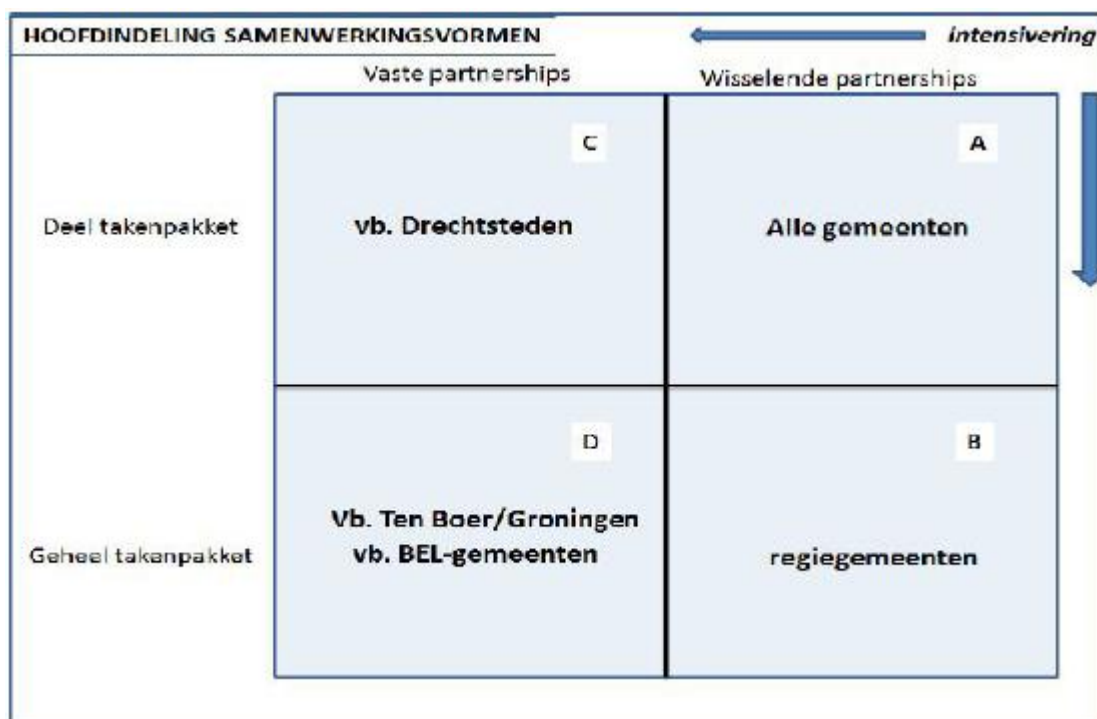 HOOFDINDELING SAMENWERKINGSVORMEN
Intensivering
Vaste partnerships
Wisselende partnerships
C
A
Deel takenpakket
vb. Drechtsteden
Alle gemeenten
D
B
Geheel takenpakket
Vb. Ten Boer/Groningen
vb. BEL-gemeenten
regiegemeenten